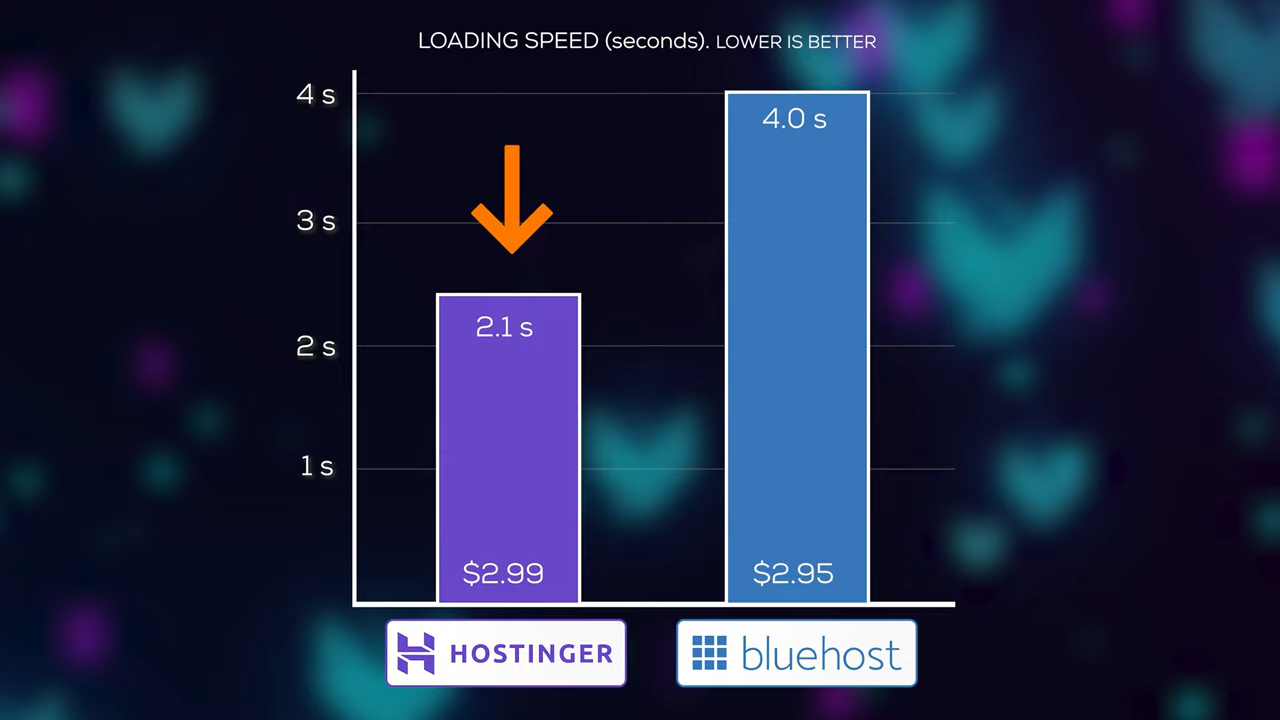 LOADING SPEED (seconds). LOWER IS BETTER
4 s
4.0 s
3 s
2.1 s
2 s
1 s
$2.99
$2.95
HOSTINGER
bluehost